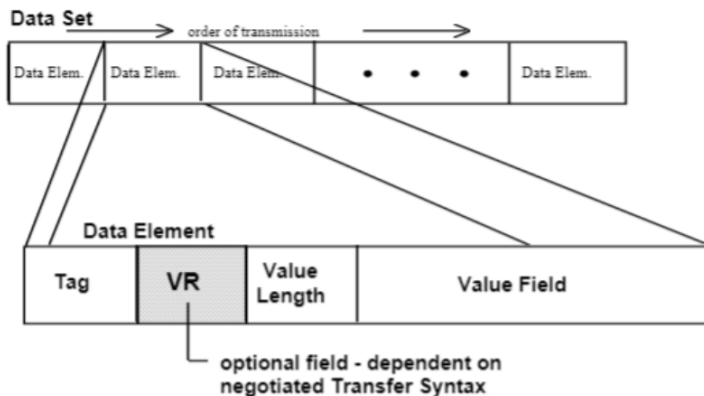 Data Set
order of transmission
Data Elem. Data Elem. Data Elem. Data Elem.
Data Element
Tag VR Value Length Value Field
optional field - dependent on
negotiated Transfer Syntax